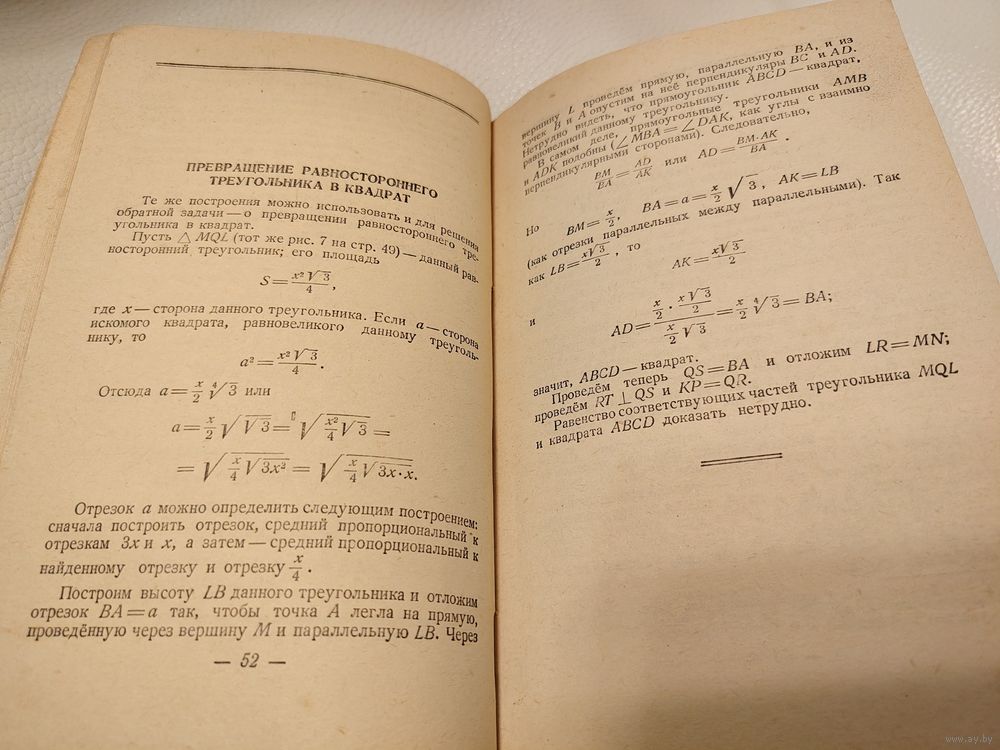 ПРЕВРАЩЕНИЕ РАВНОСТОРОННЕГО
ТРЕУГОЛЬНИКА В КВАДРАТ
Те же построения можно использовать и для решения
обратной задачи — о превращении равностороннего тре-
угольника в квадрат.
Пусть △ MQL (тот же рис. 7 на стр. 49) — данный рав-
носторонний треугольник; его площадь
S = x²√3/4,
где x — сторона данного треугольника. Если a — сторона
искомого квадрата, равновеликого данному треуголь-
нику, то
a² = x²√3/4.
Отсюда a = x/2 ⁴√3 или
a = x/2 √(√3) = √(x²/4 √3) =
= √(x/4 √(3x²)) = √(x/4 √(3x·x)).
Отрезок a можно определить следующим построением:
сначала построить отрезок, средний пропорциональный к
отрезкам 3x и x, а затем — средний пропорциональный к
найденному отрезку и отрезку x/4.
Построим высоту LB данного треугольника и отложим
отрезок BA = a так, чтобы точка A легла на прямую,
проведённую через вершину M и параллельную LB. Через
— 52 —
вершину L проведём прямую, параллельную BA, и из
точек B и A опустим на неё перпендикуляры BC и AD.
Нетрудно видеть, что прямоугольник ABCD — квадрат,
равновеликий данному треугольнику.
В самом деле, прямоугольные треугольники AMB
и ADK подобны (∠MBA = ∠DAK, как углы с взаимно
перпендикулярными сторонами). Следовательно,
BM/BA = AD/AK или AD = BM·AK/BA.
Но BM = x/2, BA = a = x/2 √3, AK = LB
(как отрезки параллельных между параллельными). Так
как LB = x√3/2, то
AK = x√3/2
и AD = (x/2 · x√3/2)/(x/2 √3) = x/2 ⁴√3 = BA;
значит, ABCD — квадрат.
Проведём теперь QS = BA и отложим LR = MN;
проведём RT ⊥ QS и KP = QR.
Равенство соответствующих частей треугольника MQL
и квадрата ABCD доказать нетрудно.
www.ay.by